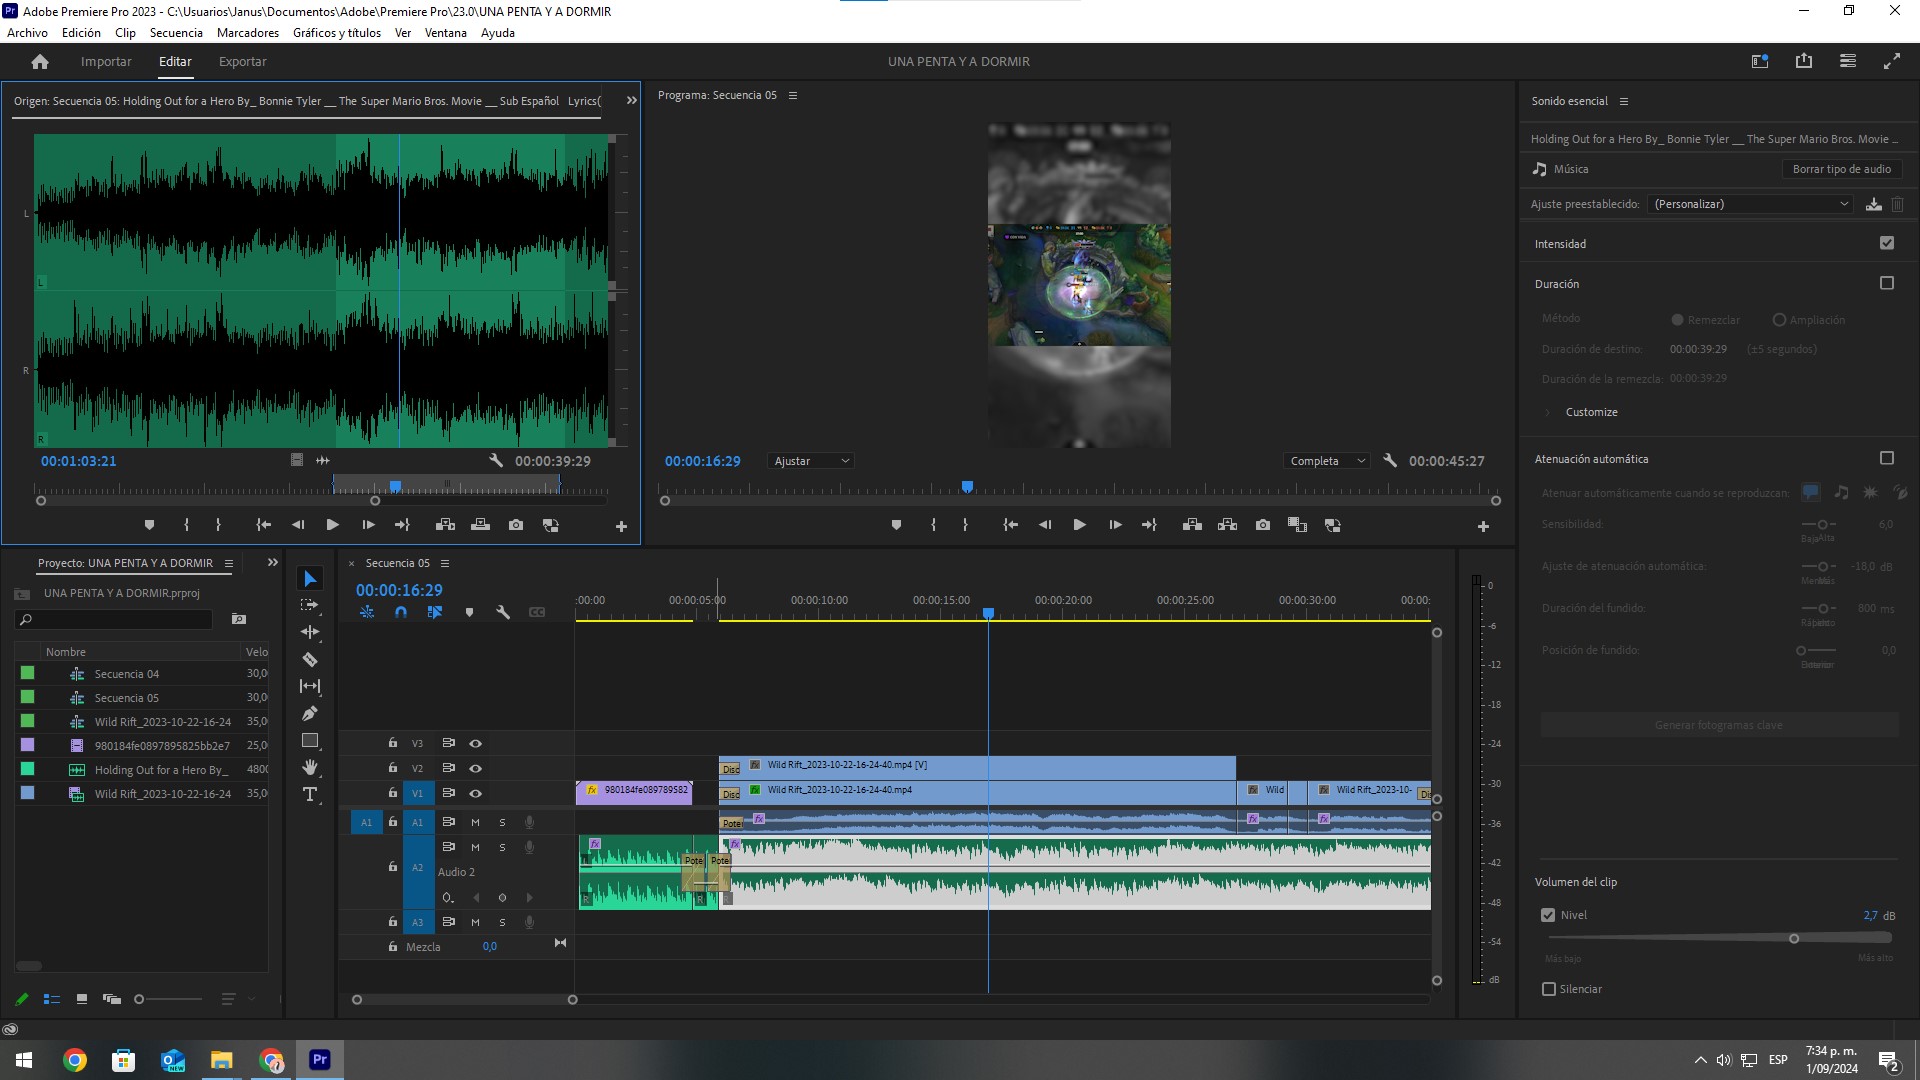 Adobe Premiere Pro 2023 - C:\Usuarios\Janus\Documentos\Adobe\Premiere Pro\23.0\UNA PENTA Y A DORMIR
Archivo Edición Clip Secuencia Marcadores Gráficos y títulos Ver Ventana Ayuda
Importar Editar Exportar
UNA PENTA Y A DORMIR
Origen: Secuencia 05: Holding Out for a Hero By_ Bonnie Tyler __ The Super Mario Bros. Movie __ Sub Español Lyrics(
L
L
R
R
00:01:03:21
00:00:39:29
Programa: Secuencia 05
00:00:16:29
Ajustar
Completa
00:00:45:27
Sonido esencial
Holding Out for a Hero By_ Bonnie Tyler __ The Super Mario Bros. Movie ...
Música
Borrar tipo de audio
Ajuste preestablecido: (Personalizar)
Intensidad
Duración
Método Remezclar Ampliación
Duración de destino: 00:00:39:29 (±5 segundos)
Duración de la remezcla: 00:00:39:29
Customize
Atenuación automática
Atenuar automáticamente cuando se reproduzcan:
Sensibilidad: 6,0
Baja Alta
Ajuste de atenuación automática: -18,0 dB
Menos Más
Duración del fundido: 800 ms
Rápido
Posición de fundido: 0,0
Exterior
Generar fotogramas clave
Volumen del clip
Nivel 2,7 dB
Más bajo Más alto
Silenciar
Proyecto: UNA PENTA Y A DORMIR
UNA PENTA Y A DORMIR.prproj
Nombre Velo
Secuencia 04 30,0
Secuencia 05 30,0
Wild Rift_2023-10-22-16-24 35,0
980184fe0897895825bb2e7 25,0
Holding Out for a Hero By_ 4800
Wild Rift_2023-10-22-16-24 35,0
Secuencia 05
00:00:16:29
:00:00 00:00:05:00 00:00:10:00 00:00:15:00 00:00:20:00 00:00:25:00 00:00:30:00 00:00:
V3
V2
Disc fx Wild Rift_2023-10-22-16-24-40.mp4 [V]
V1
fx 980184fe089789582
Disc fx Wild Rift_2023-10-22-16-24-40.mp4
fx Wild
fx Wild Rift_2023-10- Dis
A1 A1 M S
Pote fx fx fx
M S
A2
Audio 2
fx Pote Pote fx
R R
A3 M S
Mezcla 0,0
0
-6
-12
-18
-24
-30
-36
-42
-48
-54
dB
ESP
7:34 p. m.
1/09/2024
2